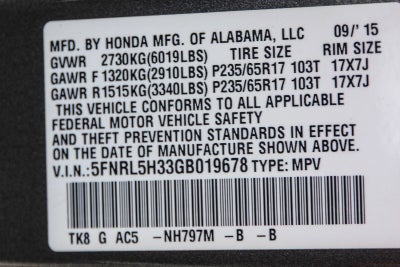 MFD. BY HONDA MFG. OF ALABAMA, LLC 09/'15
GVWR 2730KG(6019LBS) TIRE SIZE RIM SIZE
GAWR F 1320KG(2910LBS) P235/65R17 103T 17X7J
GAWR R1515KG(3340LBS) P235/65R17 103T 17X7J
THIS VEHICLE CONFORMS TO ALL APPLICABLE
FEDERAL MOTOR VEHICLE SAFETY
AND THEFT PREVENTION STANDARDS IN EFFECT
ON THE DATE OF MANUFACTURE SHOWN ABOVE.
V.I.N.:5FNRL5H33GB019678 TYPE: MPV
TK8 G AC5 -NH797M -B -B